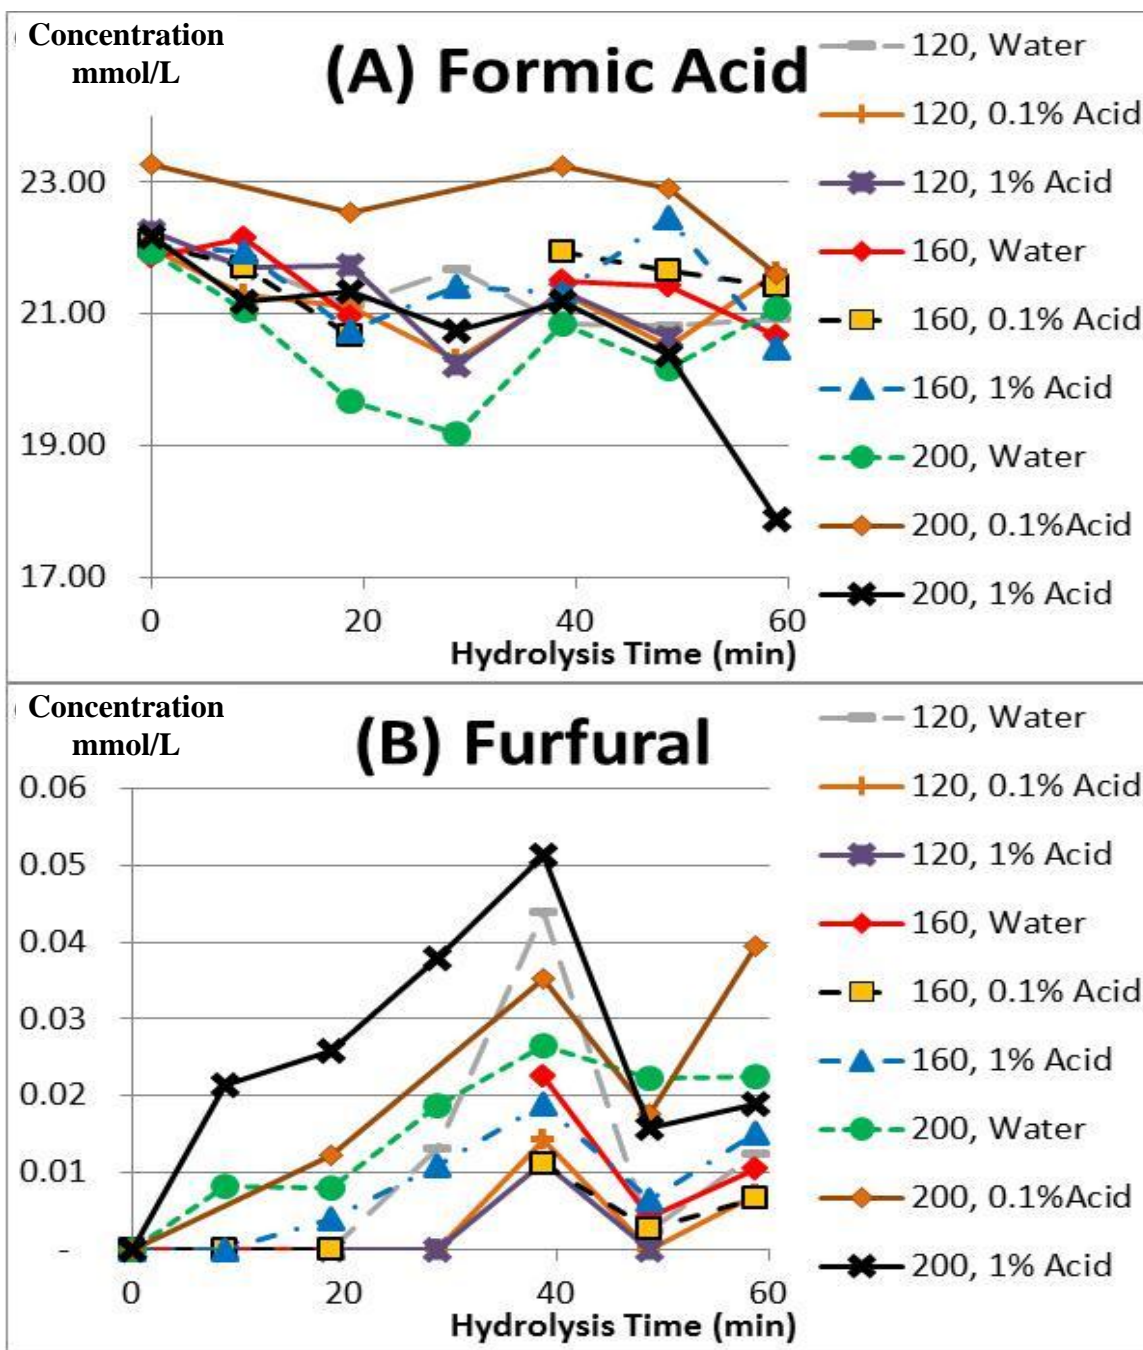 Concentration
mmol/L
(A) Formic Acid
23.00
21.00
19.00
17.00
0 20 40 60
Hydrolysis Time (min)
120, Water
120, 0.1% Acid
120, 1% Acid
160, Water
160, 0.1% Acid
160, 1% Acid
200, Water
200, 0.1%Acid
200, 1% Acid
Concentration
mmol/L
(B) Furfural
0.06
0.05
0.04
0.03
0.02
0.01
-
0 20 40 60
Hydrolysis Time (min)
120, Water
120, 0.1% Acid
120, 1% Acid
160, Water
160, 0.1% Acid
160, 1% Acid
200, Water
200, 0.1%Acid
200, 1% Acid